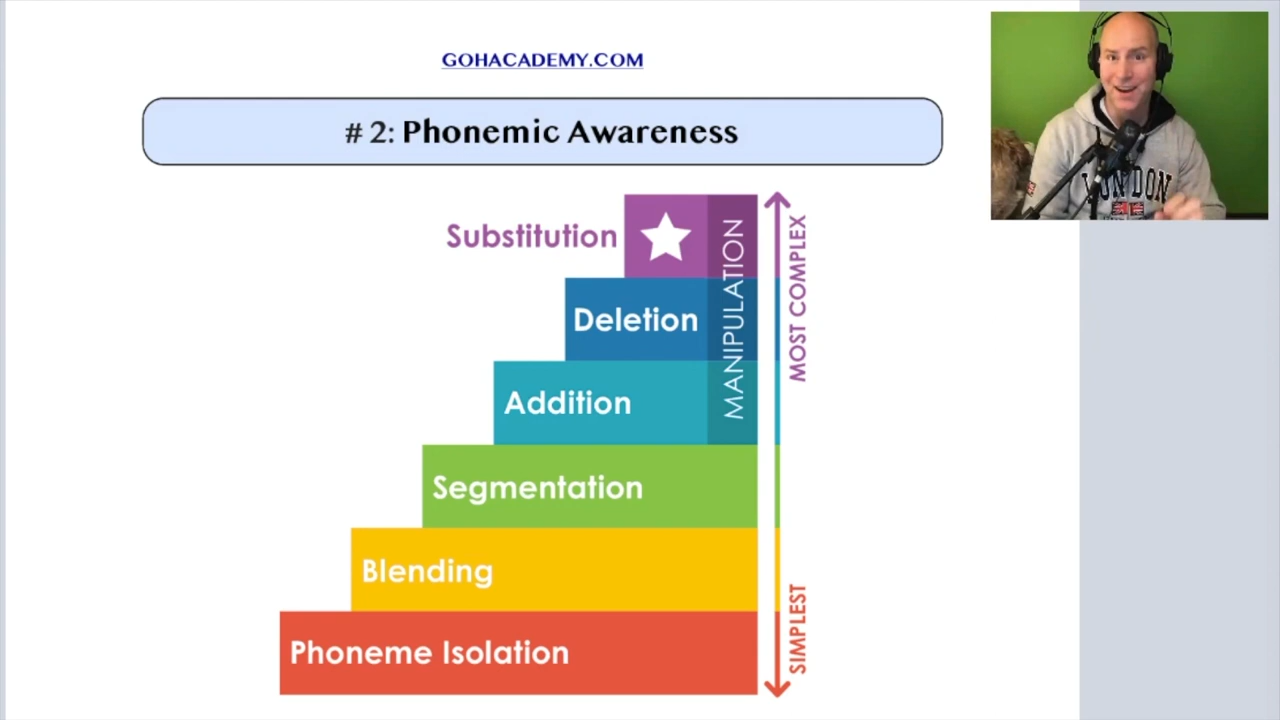 GOHACADEMY.COM
# 2: Phonemic Awareness
Substitution
Deletion
Addition
Segmentation
Blending
Phoneme Isolation
MANIPULATION
MOST COMPLEX
SIMPLEST
LONDON